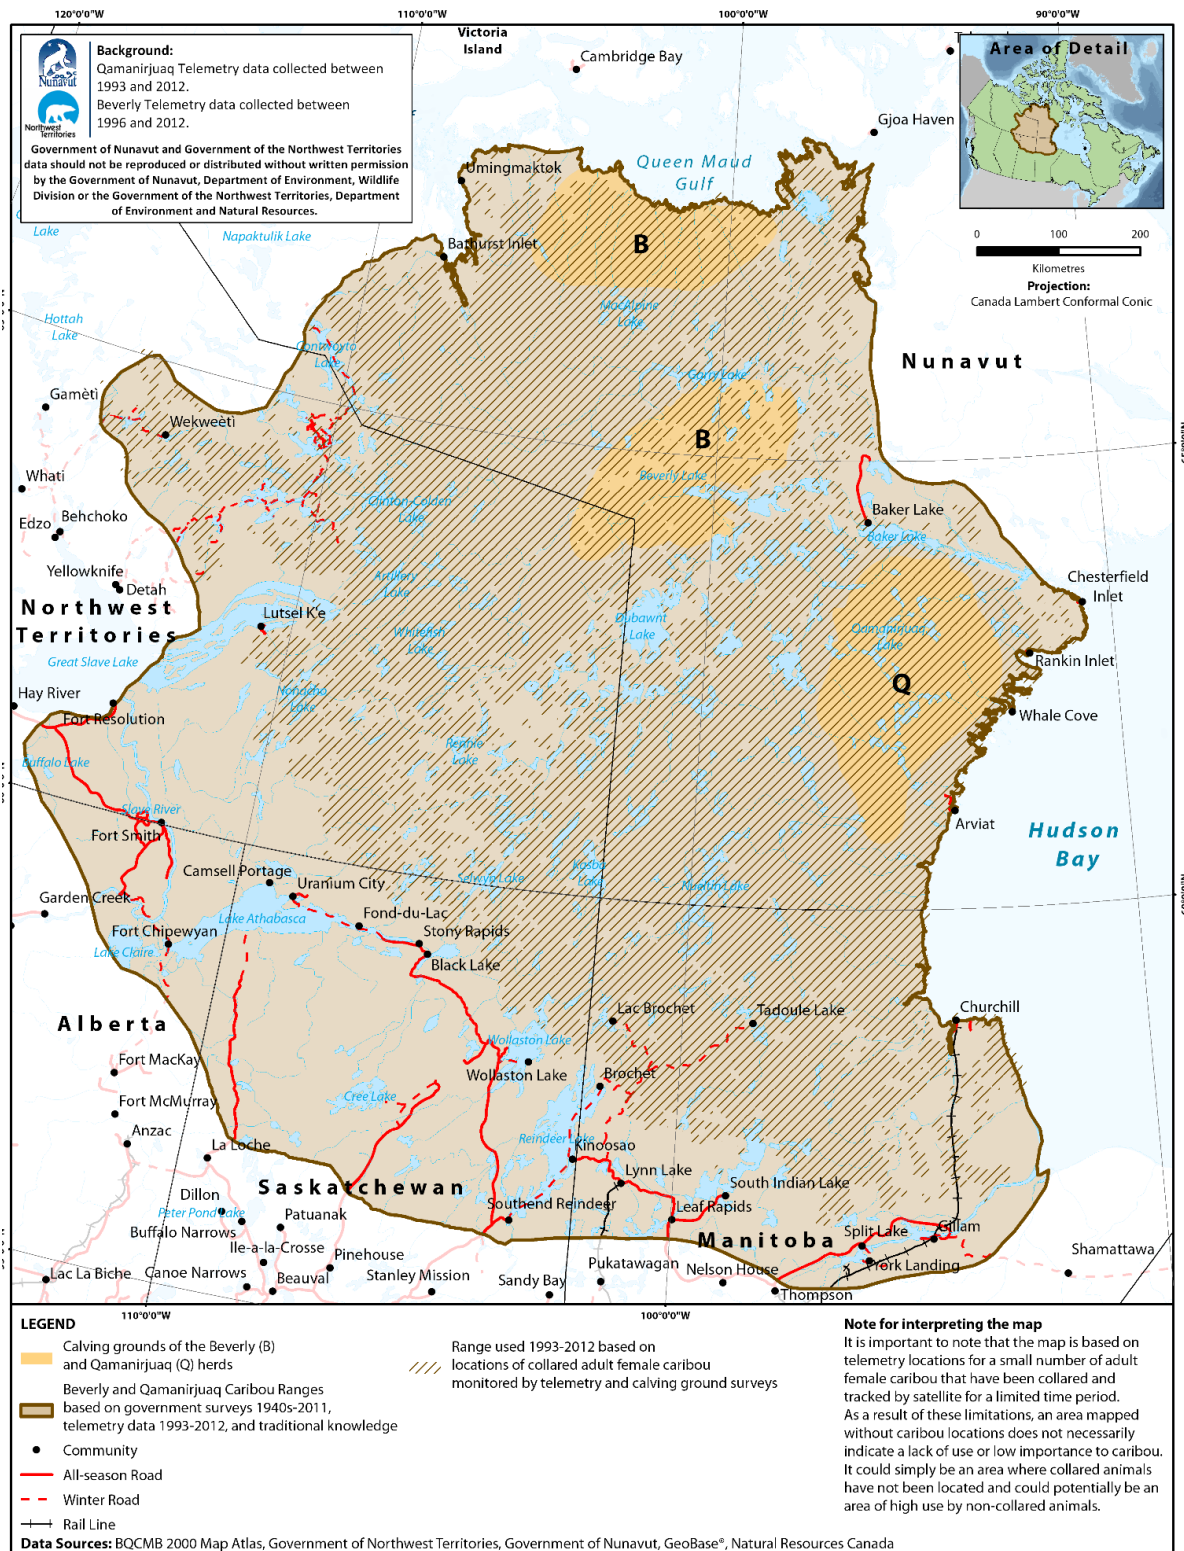 120°0'0"W
110°0'0"W
100°0'0"W
90°0'0"W
Victoria
Island
Cambridge Bay
Gjoa Haven
Nunavut
Northwest
Territories
Background:
Qamanirjuaq Telemetry data collected between
1993 and 2012.
Beverly Telemetry data collected between
1996 and 2012.
Government of Nunavut and Government of the Northwest Territories
data should not be reproduced or distributed without written permission
by the Government of Nunavut, Department of Environment, Wildlife
Division or the Government of the Northwest Territories, Department
of Environment and Natural Resources.
Area of Detail
0 100 200
Kilometres
Projection:
Canada Lambert Conformal Conic
Queen Maud
Gulf
Umingmaktok
Lake
Napaktulik Lake
Bathurst Inlet
B
MacAlpine
Lake
Hottah
Lake
Contwoyto
Lake
Nunavut
Garry Lake
Gamètì
Wekweètì
B
65°0'0"N
Whati
Beverly Lake
Clinton-Colden
Lake
Baker Lake
Edzo
Behchoko
Baker Lake
Yellowknife
Detah
Artillery
Lake
Chesterfield
Inlet
Northwest
Territories
Lutsel K'e
Dubawnt
Lake
Whitefish
Lake
Qamanirjuaq
Lake
Great Slave Lake
Rankin Inlet
Q
Hay River
Nonacho
Lake
Fort Resolution
Whale Cove
Rennie
Lake
Buffalo Lake
Slave River
Arviat
Fort Smith
Hudson
Bay
Camsell Portage
Uranium City
Selwyn Lake
Kasba
Lake
Nueltin Lake
60°0'0"N
Garden Creek
Lake Athabasca
Fond-du-Lac
Fort Chipewyan
Stony Rapids
Lake Claire
Black Lake
Lac Brochet
Tadoule Lake
Churchill
Alberta
Wollaston Lake
Fort MacKay
Wollaston Lake
Brochet
Fort McMurray
Cree Lake
Anzac
Reindeer Lake
La Loche
Kinoosao
Lynn Lake
Saskatchewan
South Indian Lake
Dillon
Peter Pond Lake
Patuanak
Southend Reindeer
Leaf Rapids
Buffalo Narrows
Split Lake
Gillam
Manitoba
Ile-a-la-Crosse
Pinehouse
Shamattawa
York Landing
Pukatawagan
Nelson House
Lac La Biche
Canoe Narrows
Beauval
Stanley Mission
Sandy Bay
Thompson
110°0'0"W
100°0'0"W
LEGEND
Calving grounds of the Beverly (B)
and Qamanirjuaq (Q) herds
Beverly and Qamanirjuaq Caribou Ranges
based on government surveys 1940s-2011,
telemetry data 1993-2012, and traditional knowledge
Community
All-season Road
Winter Road
Rail Line
Range used 1993-2012 based on
locations of collared adult female caribou
monitored by telemetry and calving ground surveys
Note for interpreting the map
It is important to note that the map is based on
telemetry locations for a small number of adult
female caribou that have been collared and
tracked by satellite for a limited time period.
As a result of these limitations, an area mapped
without caribou locations does not necessarily
indicate a lack of use or low importance to caribou.
It could simply be an area where collared animals
have not been located and could potentially be an
area of high use by non-collared animals.
Data Sources: BQCMB 2000 Map Atlas, Government of Northwest Territories, Government of Nunavut, GeoBase®, Natural Resources Canada